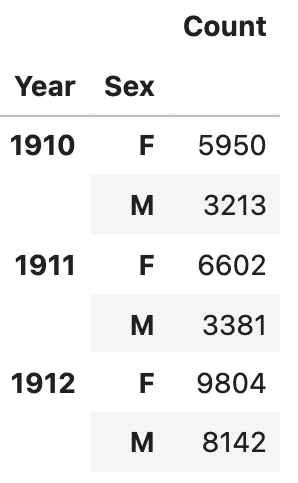 Count
Year Sex
1910 F 5950
M 3213
1911 F 6602
M 3381
1912 F 9804
M 8142